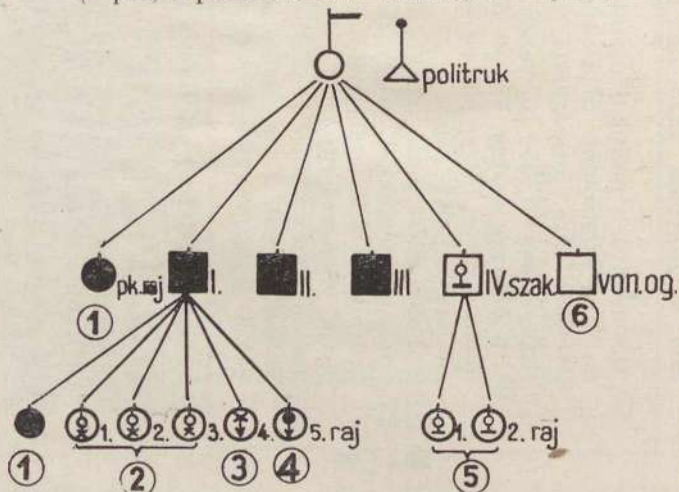 politruk
pk.raj I. II. III IV.szak. von.og.
① ⑥
1. 2. 3. 4. 5. raj 1. 2. raj
① ② ③ ④ ⑤